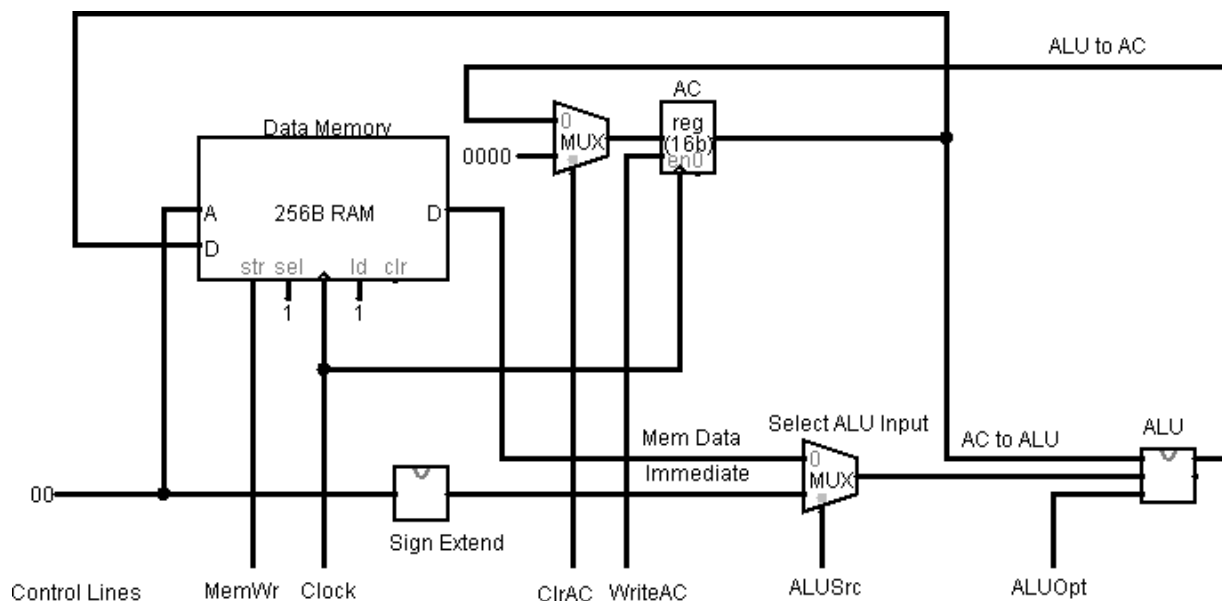 ALU to AC
AC
Data Memory
0
MUX
reg
(16b)
en0
0000
A
256B RAM
D
D
str sel ld clr
1
1
Select ALU Input
Mem Data
AC to ALU
ALU
0
MUX
Immediate
00
Sign Extend
Control Lines
MemWr
Clock
ClrAC
WriteAC
ALUSrc
ALUOpt